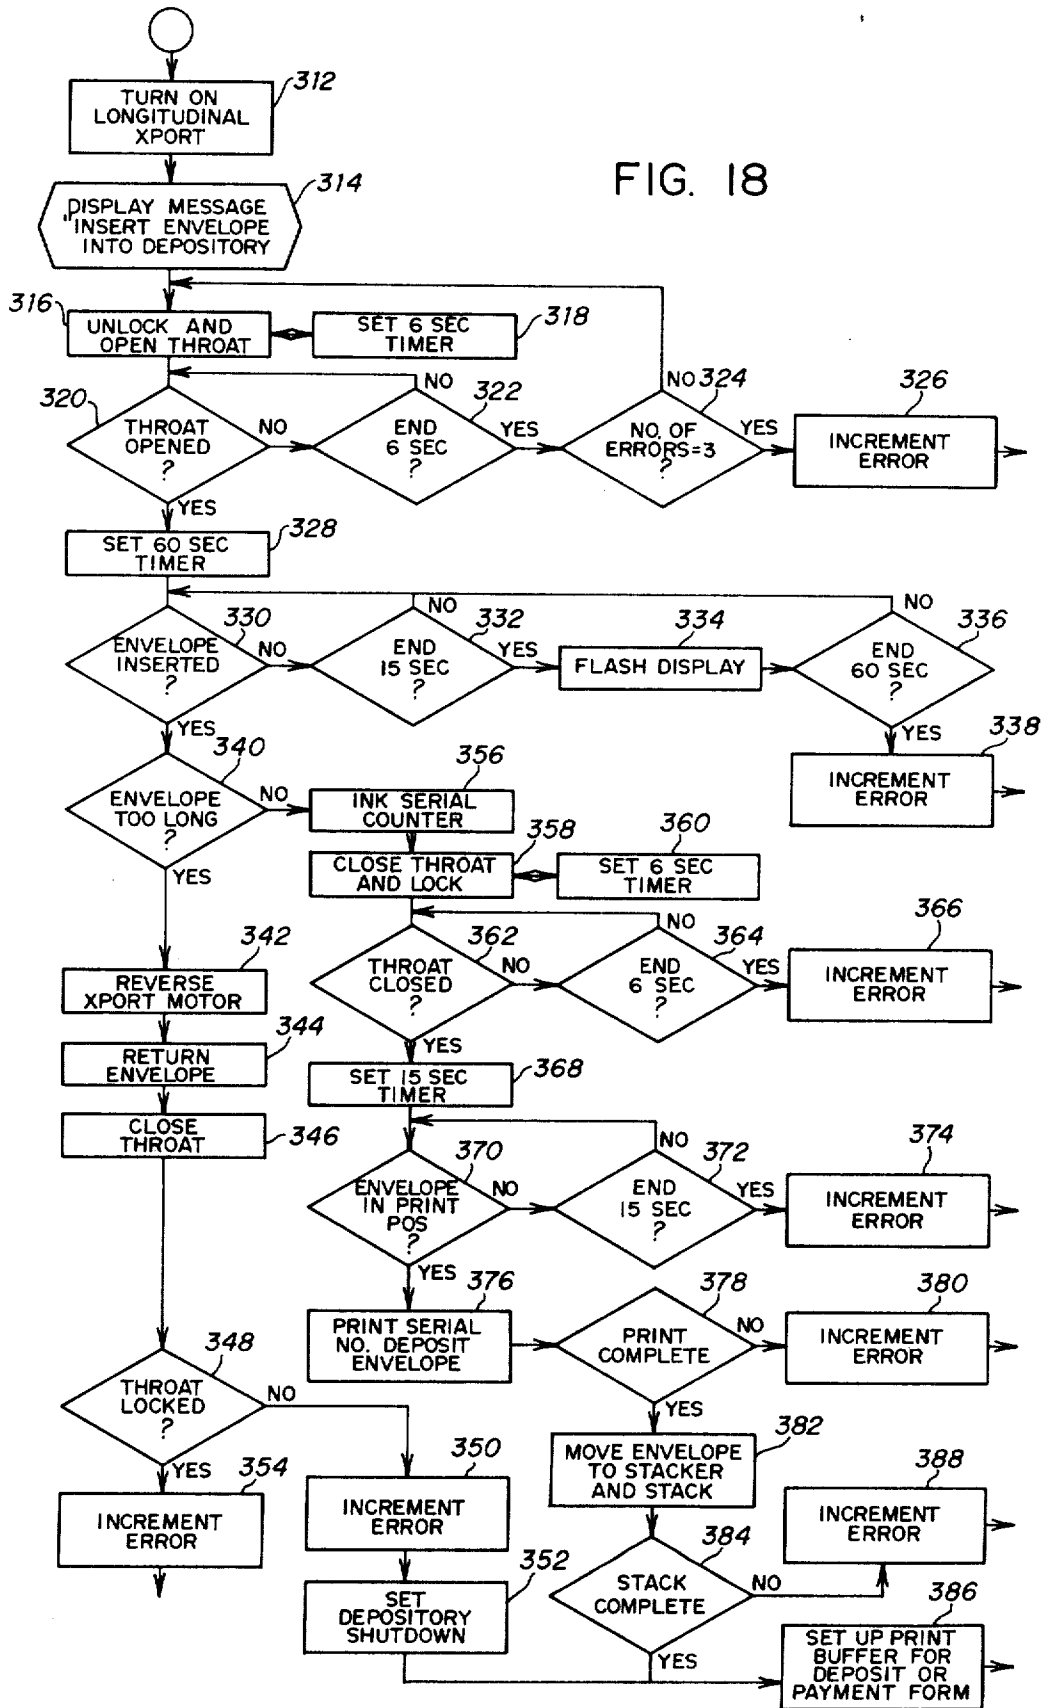 312
TURN ON
LONGITUDINAL
XPORT
FIG. 18
314
DISPLAY MESSAGE
"INSERT ENVELOPE
INTO DEPOSITORY
316
UNLOCK AND
OPEN THROAT
SET 6 SEC
TIMER
318
320
THROAT
OPENED
?
NO
YES
322
END
6 SEC
?
NO
YES
324
NO. OF
ERRORS=3
?
NO
YES
326
INCREMENT
ERROR
328
SET 60 SEC
TIMER
330
ENVELOPE
INSERTED
?
NO
YES
332
END
15 SEC
?
NO
YES
334
FLASH DISPLAY
336
END
60 SEC
?
NO
YES
338
INCREMENT
ERROR
340
ENVELOPE
TOO LONG
?
NO
YES
356
INK SERIAL
COUNTER
358
CLOSE THROAT
AND LOCK
360
SET 6 SEC
TIMER
342
REVERSE
XPORT MOTOR
344
RETURN
ENVELOPE
346
CLOSE
THROAT
362
THROAT
CLOSED
?
NO
YES
364
END
6 SEC
?
NO
YES
366
INCREMENT
ERROR
368
SET 15 SEC
TIMER
370
ENVELOPE
IN PRINT
POS
?
NO
YES
372
END
15 SEC
?
NO
YES
374
INCREMENT
ERROR
376
PRINT SERIAL
NO. DEPOSIT
ENVELOPE
378
PRINT
COMPLETE
NO
YES
380
INCREMENT
ERROR
348
THROAT
LOCKED
?
NO
YES
354
INCREMENT
ERROR
350
INCREMENT
ERROR
352
SET
DEPOSITORY
SHUTDOWN
382
MOVE ENVELOPE
TO STACKER
AND STACK
384
STACK
COMPLETE
NO
YES
388
INCREMENT
ERROR
386
SET UP PRINT
BUFFER FOR
DEPOSIT OR
PAYMENT FORM